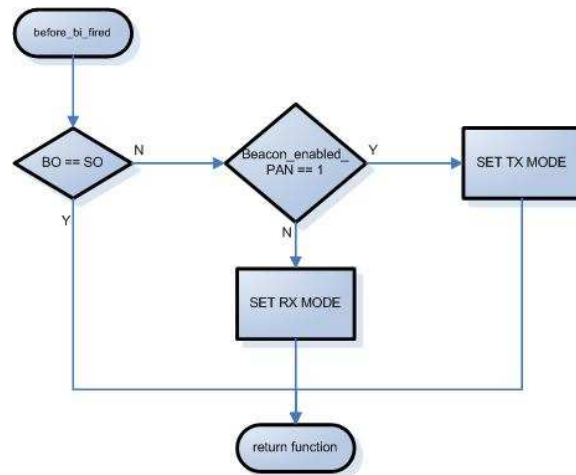 before_bi_fired
BO == SO
N
Beacon_enabled_
PAN == 1
Y
SET TX MODE
Y
N
SET RX MODE
return function